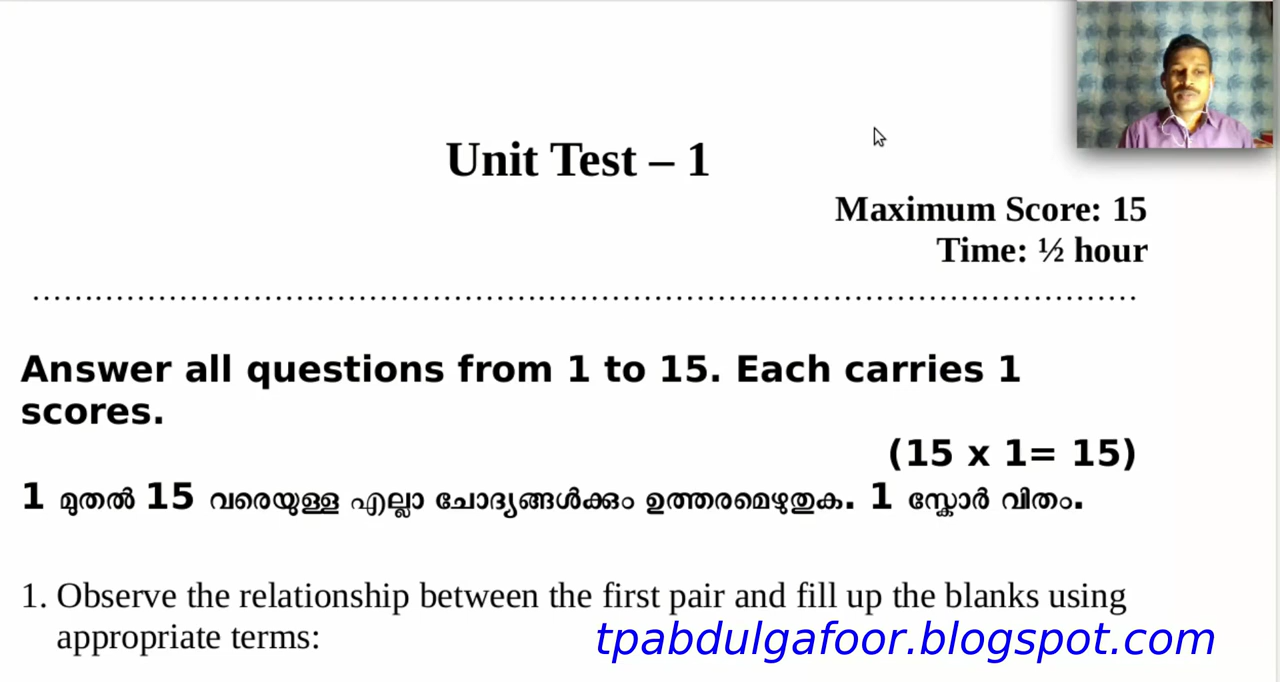 Unit Test – 1
Maximum Score: 15
Time: ½ hour
Answer all questions from 1 to 15. Each carries 1
scores.
(15 x 1= 15)
1 മുതൽ 15 വരെയുള്ള എല്ലാ ചോദ്യങ്ങൾക്കും ഉത്തരമെഴുതുക. 1 സ്കോർ വിതം.
1. Observe the relationship between the first pair and fill up the blanks using
appropriate terms:
tpabdulgafoor.blogspot.com